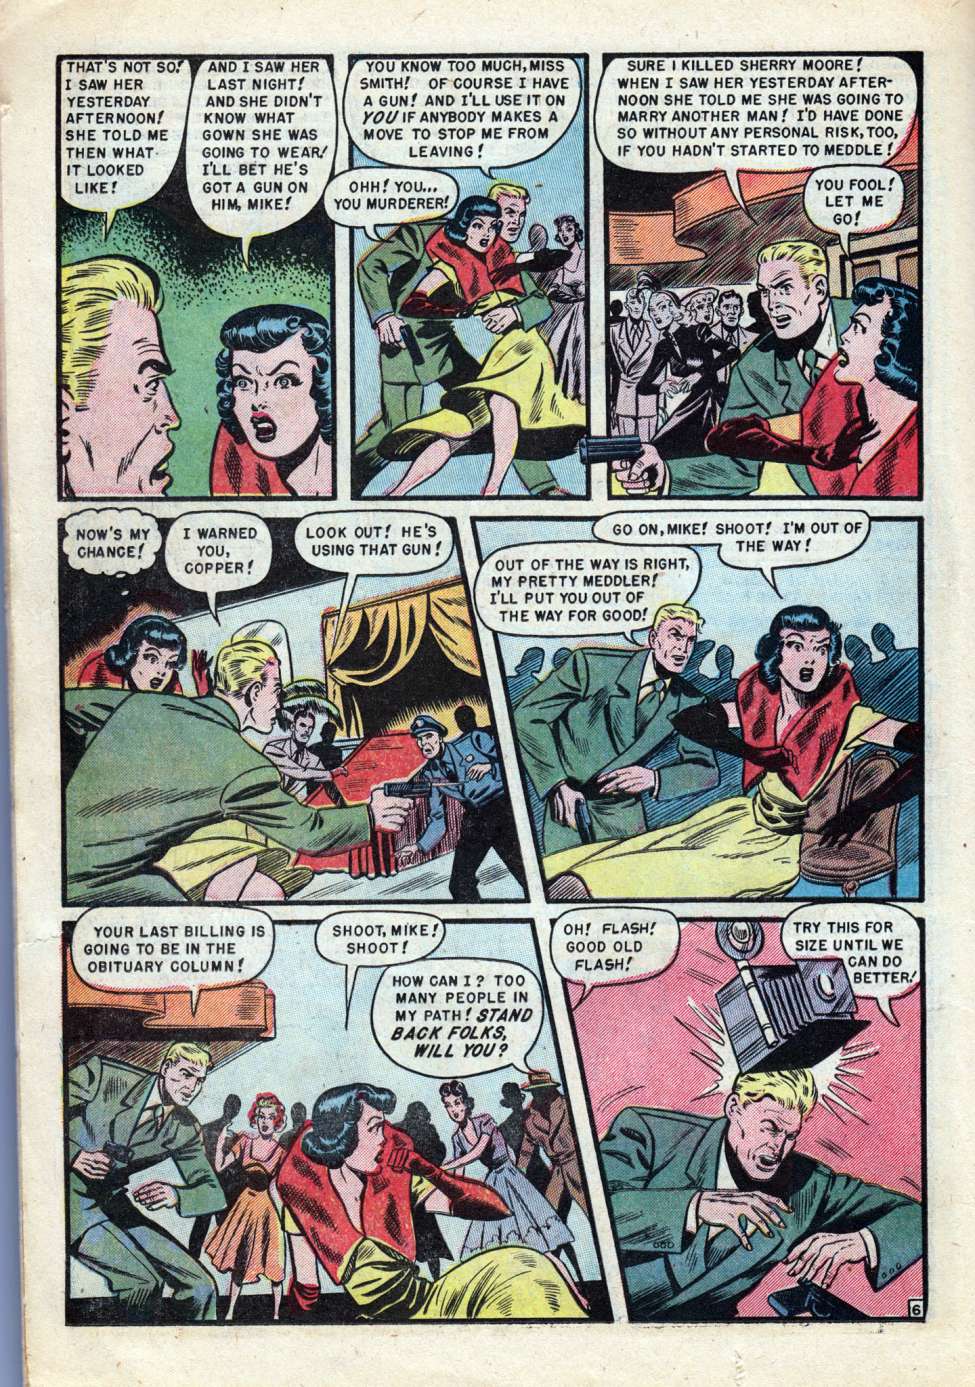 THAT'S NOT SO!
I SAW HER
YESTERDAY
AFTERNOON!
SHE TOLD ME
THEN WHAT
IT LOOKED
LIKE!
AND I SAW HER
LAST NIGHT!
AND SHE DIDN'T
KNOW WHAT
GOWN SHE WAS
GOING TO WEAR!
I'LL BET HE'S
GOT A GUN ON
HIM, MIKE!
YOU KNOW TOO MUCH, MISS
SMITH! OF COURSE I HAVE
A GUN! AND I'LL USE IT ON
YOU IF ANYBODY MAKES A
MOVE TO STOP ME FROM
LEAVING!
OHH! YOU...
YOU MURDERER!
SURE I KILLED SHERRY MOORE!
WHEN I SAW HER YESTERDAY AFTER-
NOON SHE TOLD ME SHE WAS GOING TO
MARRY ANOTHER MAN! I'D HAVE DONE
SO WITHOUT ANY PERSONAL RISK, TOO,
IF YOU HADN'T STARTED TO MEDDLE!
YOU FOOL!
LET ME
GO!
NOW'S MY
CHANCE!
I WARNED
YOU,
COPPER!
LOOK OUT! HE'S
USING THAT GUN!
GO ON, MIKE! SHOOT! I'M OUT OF
THE WAY!
OUT OF THE WAY IS RIGHT,
MY PRETTY MEDDLER!
I'LL PUT YOU OUT OF
THE WAY FOR GOOD!
YOUR LAST BILLING IS
GOING TO BE IN THE
OBITUARY COLUMN!
SHOOT, MIKE!
SHOOT!
HOW CAN I? TOO
MANY PEOPLE IN
MY PATH! STAND
BACK FOLKS,
WILL YOU?
OH! FLASH!
GOOD OLD
FLASH!
TRY THIS FOR
SIZE UNTIL WE
CAN DO
BETTER!
6